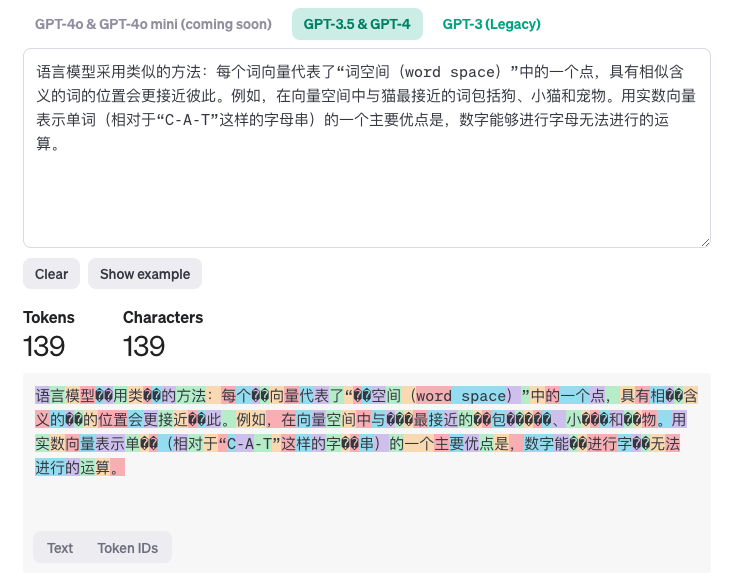 GPT-4o & GPT-4o mini (coming soon) GPT-3.5 & GPT-4 GPT-3 (Legacy)
语言模型采用类似的方法：每个词向量代表了“词空间（word space）”中的一个点，具有相似含
义的词的位置会更接近彼此。例如，在向量空间中与猫最接近的词包括狗、小猫和宠物。用实数向量
表示单词（相对于“C-A-T”这样的字母串）的一个主要优点是，数字能够进行字母无法进行的运
算。
Clear Show example
Tokens Characters
139 139
语言模型��用类��的方法：每个��向量代表了“��空间（word space）”中的一个点，具有相��含
义的��的位置会更接近��此。例如，在向量空间中与���最接近的��包�����、小���和��物。用
实数向量表示单��（相对于“C-A-T”这样的字��串）的一个主要优点是，数字能��进行字��无法
进行的运算。
Text Token IDs